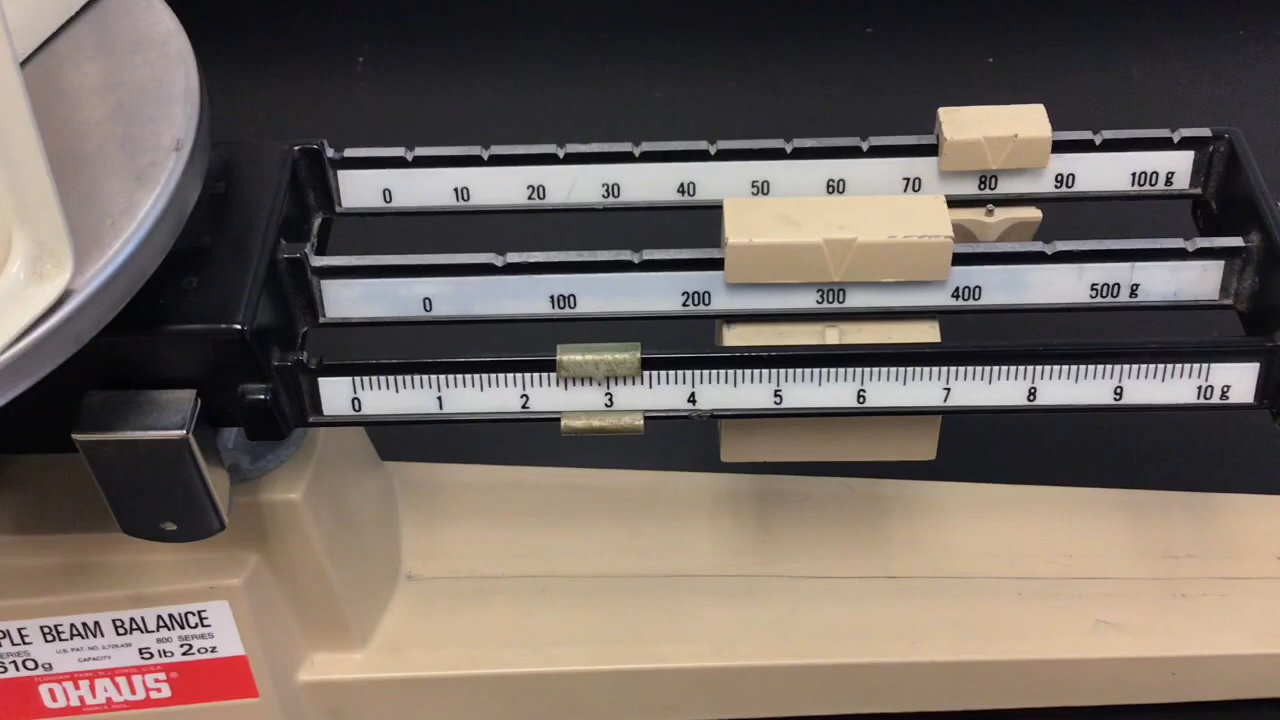 0 10 20 30 40 50 60 70 80 90 100 g
0 100 200 300 400 500 g
0 1 2 3 4 5 6 7 8 9 10 g
PLE BEAM BALANCE
ERIES U.S. PAT. NO. 800 SERIES
610g CAPACITY 5 lb 2 oz
OHAUS®